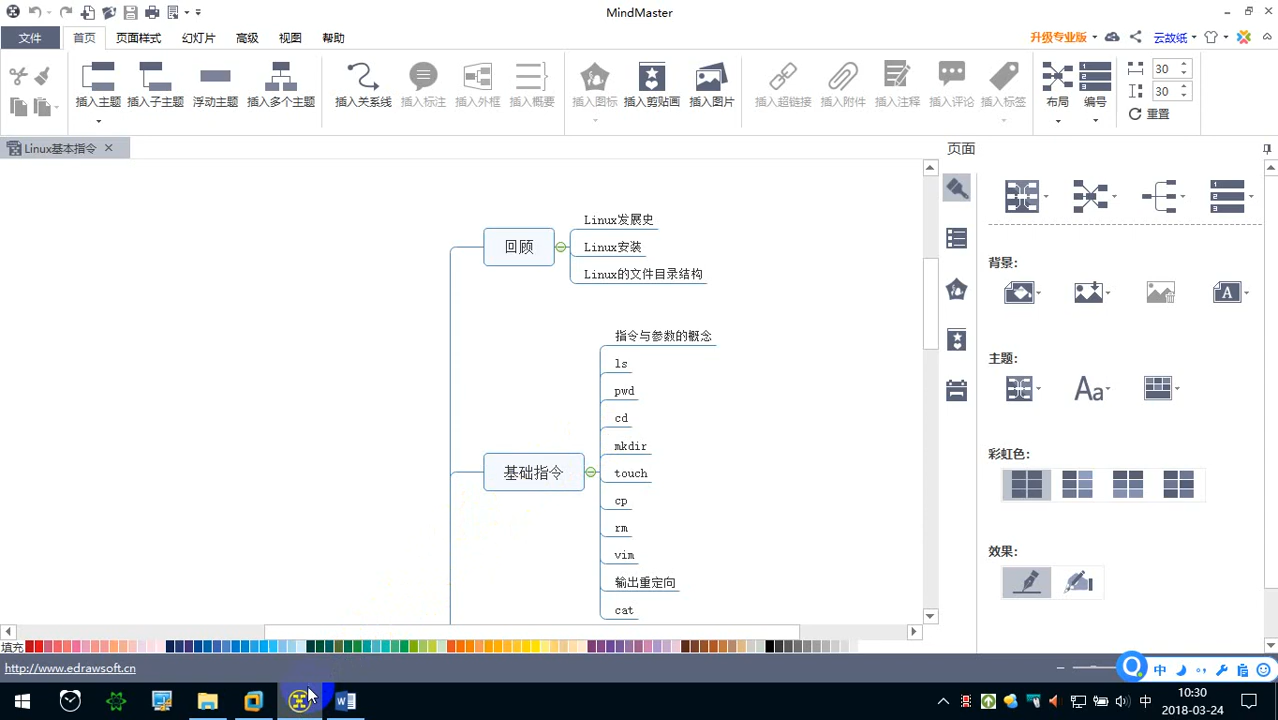 MindMaster
文件 首页 页面样式 幻灯片 高级 视图 帮助
升级专业版 云故纸
插入主题 插入子主题 浮动主题 插入多个主题 插入关系线 插入标注 插入外框 插入概要 插入图标 插入剪贴画 插入图片 插入超链接 插入附件 插入注释 插入评论 插入标签 布局 编号
30
30
重置
Linux基本指令
页面
回顾
Linux发展史
Linux安装
Linux的文件目录结构
基础指令
指令与参数的概念
ls
pwd
cd
mkdir
touch
cp
rm
vim
输出重定向
cat
背景:
主题:
彩虹色:
效果:
填充
http://www.edrawsoft.cn
中
中
10:30
2018-03-24